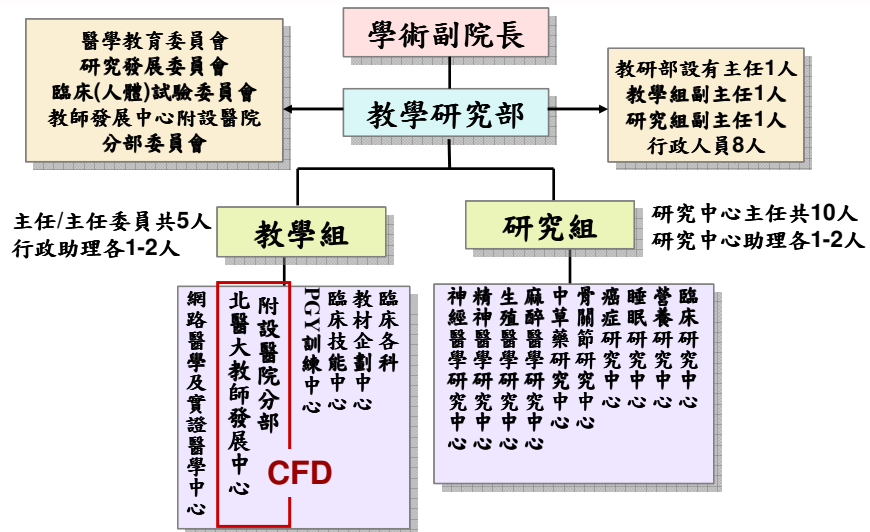 學術副院長
醫學教育委員會
研究發展委員會
臨床(人體)試驗委員會
教師發展中心附設醫院
分部委員會
教學研究部
教研部設有主任1人
教學組副主任1人
研究組副主任1人
行政人員8人
主任/主任委員共5人
行政助理各1-2人
教學組
研究組
研究中心主任共10人
研究中心助理各1-2人
臨床各科
教材企劃中心
臨床技能中心
PGY訓練中心
附設醫院分部
北醫大教師發展中心
CFD
網路醫學及實證醫學中心
臨床研究中心
營養研究中心
睡眠研究中心
癌症研究中心
骨關節研究中心
中草藥研究中心
麻醉醫學研究中心
生殖醫學研究中心
精神醫學研究中心
神經醫學研究中心